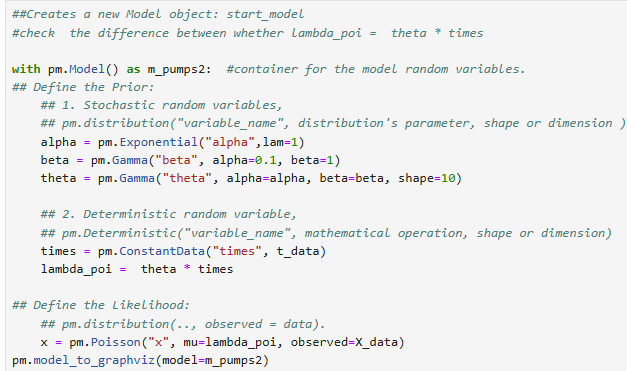 ##Creates a new Model object: start_model
#check  the difference between whether lambda_poi =  theta * times

with pm.Model() as m_pumps2:  #container for the model random variables.
## Define the Prior:
    ## 1. Stochastic random variables,
    ## pm.distribution("variable_name", distribution's parameter, shape or dimension )
    alpha = pm.Exponential("alpha",lam=1)
    beta = pm.Gamma("beta", alpha=0.1, beta=1)
    theta = pm.Gamma("theta", alpha=alpha, beta=beta, shape=10)

    ## 2. Deterministic random variable,
    ## pm.Deterministic("variable_name", mathematical operation, shape or dimension)
    times = pm.ConstantData("times", t_data)
    lambda_poi =  theta * times

## Define the Likelihood:
    ## pm.distribution(.., observed = data).
    x = pm.Poisson("x", mu=lambda_poi, observed=X_data)
pm.model_to_graphviz(model=m_pumps2)